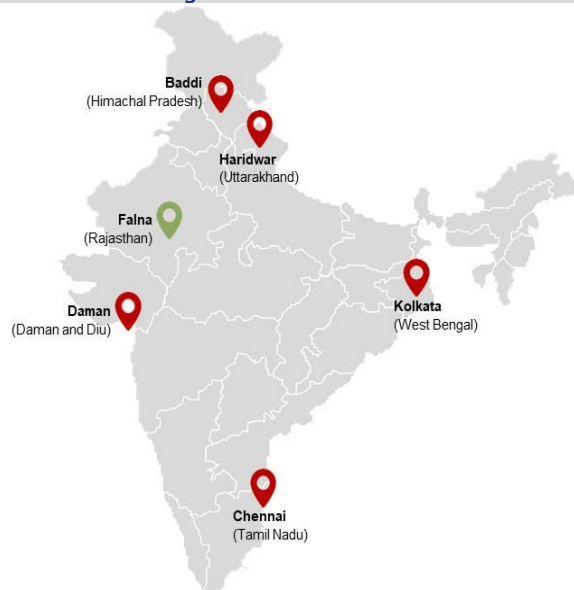 Baddi
(Himachal Pradesh)
Haridwar
(Uttarakhand)
Falna
(Rajasthan)
Daman
(Daman and Diu)
Kolkata
(West Bengal)
Chennai
(Tamil Nadu)